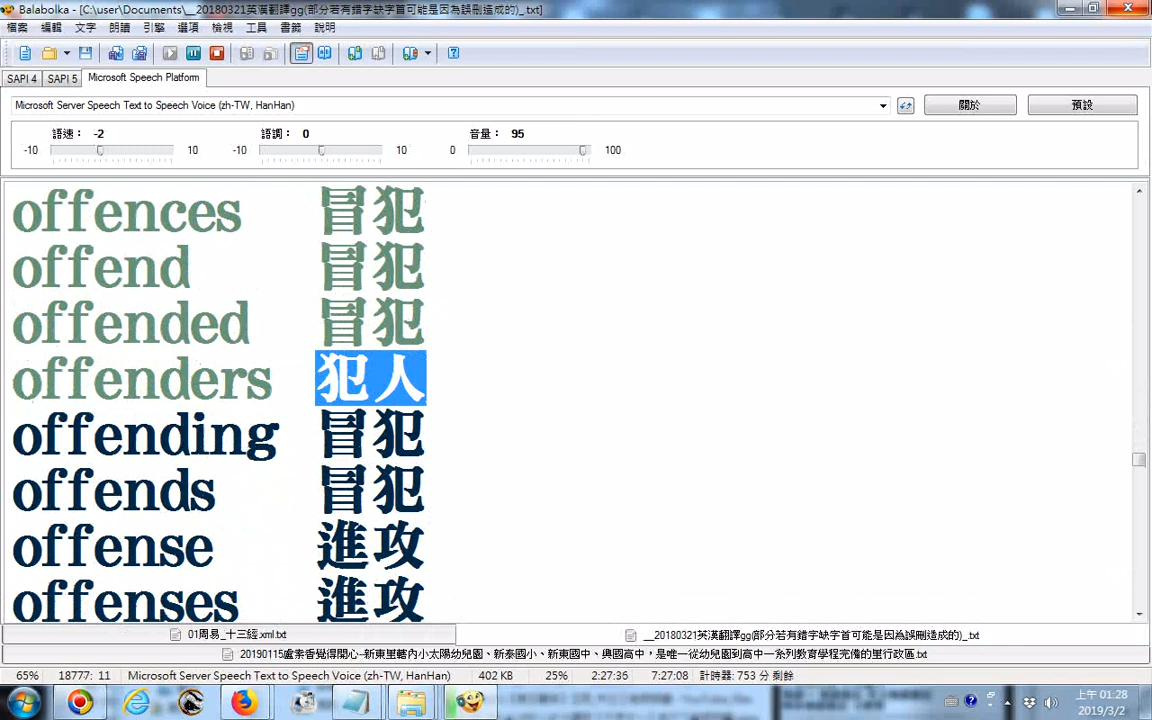 Balabolka - [C:\user\Documents\__20180321英漢翻譯gg(部分若有錯字缺字首可能是因為誤刪造成的)_.txt]
檔案 編輯 文字 朗讀 引擎 選項 檢視 工具 書籤 說明
SAPI 4 SAPI 5 Microsoft Speech Platform
Microsoft Server Speech Text to Speech Voice (zh-TW, HanHan) 關於 預設
語速： -2 語調： 0 音量： 95
-10 10 -10 10 0 100
offences 冒犯
offend 冒犯
offended 冒犯
offenders 犯人
offending 冒犯
offends 冒犯
offense 進攻
offenses 進攻
01周易_十三經.xml.txt __20180321英漢翻譯gg(部分若有錯字缺字首可能是因為誤刪造成的)_.txt
20190115盧素香覺得開心~新東里轄內小太陽幼兒園、新泰國小、新東國中、興國高中，是唯一從幼兒園到高中一系列教育學程完備的里行政區.txt
65% 18777: 11 Microsoft Server Speech Text to Speech Voice (zh-TW, HanHan) 402 KB 25% 2:27:36 7:27:08 計時器: 753 分 剩餘
上午 01:28
2019/3/2